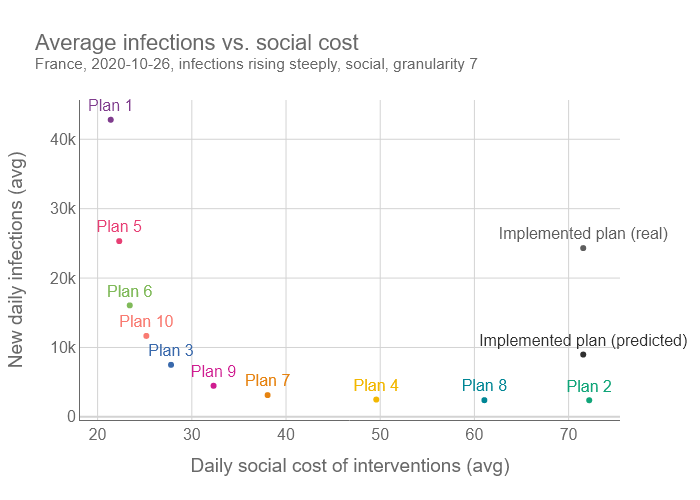 Average infections vs. social cost
France, 2020-10-26, infections rising steeply, social, granularity 7
New daily infections (avg)
40k
30k
20k
10k
0
Plan 1
Plan 5
Implemented plan (real)
Plan 6
Plan 10
Implemented plan (predicted)
Plan 3
Plan 9
Plan 7
Plan 4
Plan 8
Plan 2
20
30
40
50
60
70
Daily social cost of interventions (avg)